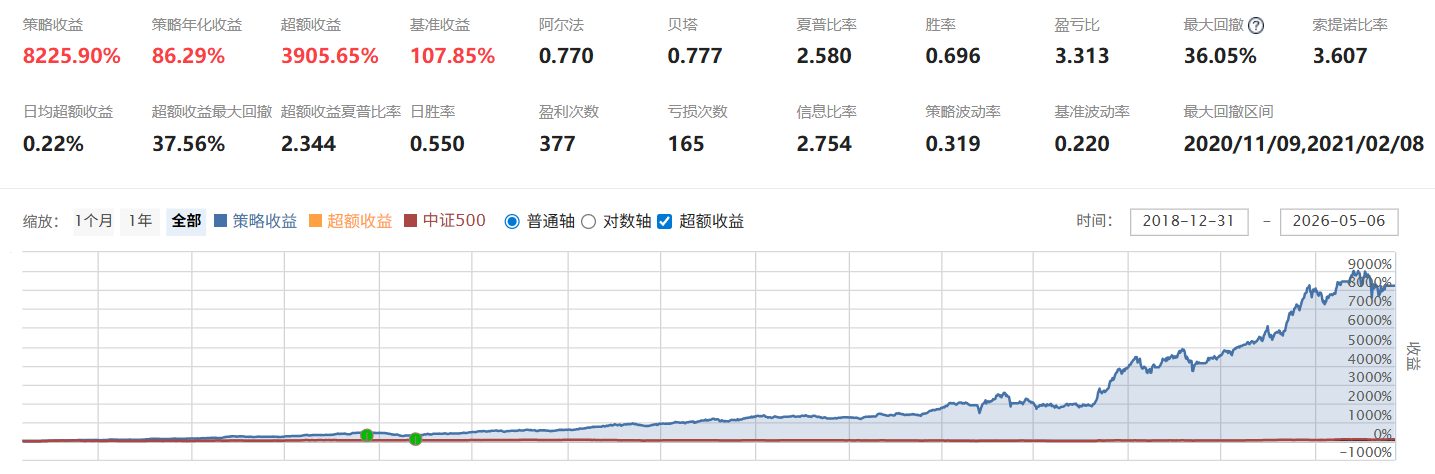 策略收益 策略年化收益 超额收益 基准收益 阿尔法 贝塔 夏普比率 胜率 盈亏比 最大回撤 ? 索提诺比率
8225.90% 86.29% 3905.65% 107.85% 0.770 0.777 2.580 0.696 3.313 36.05% 3.607
日均超额收益 超额收益最大回撤 超额收益夏普比率 日胜率 盈利次数 亏损次数 信息比率 策略波动率 基准波动率 最大回撤区间
0.22% 37.56% 2.344 0.550 377 165 2.754 0.319 0.220 2020/11/09,2021/02/08
缩放： 1个月 1年 全部 策略收益 超额收益 中证500 普通轴 对数轴 超额收益 时间： 2018-12-31 – 2026-05-06
9000%
8000%
7000%
6000%
5000%
4000%
3000%
2000%
1000%
0%
-1000%
收益